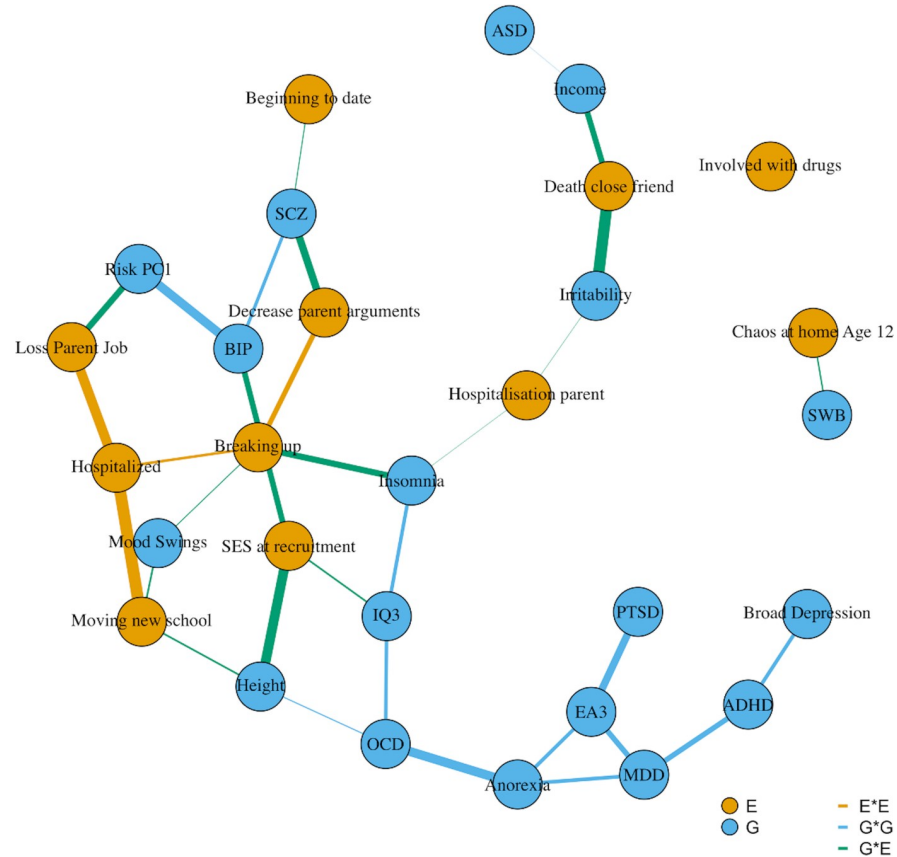 ASD
Income
Beginning to date
Involved with drugs
Death close friend
SCZ
Risk PC1
Irritability
Decrease parent arguments
Chaos at home Age 12
Loss Parent Job
BIP
Hospitalisation parent
SWB
Breaking up
Hospitalized
Insomnia
Mood Swings
SES at recruitment
Moving new school
IQ3
PTSD
Broad Depression
Height
EA3
ADHD
OCD
MDD
Anorexia
E
E*E
G
G*G
G*E